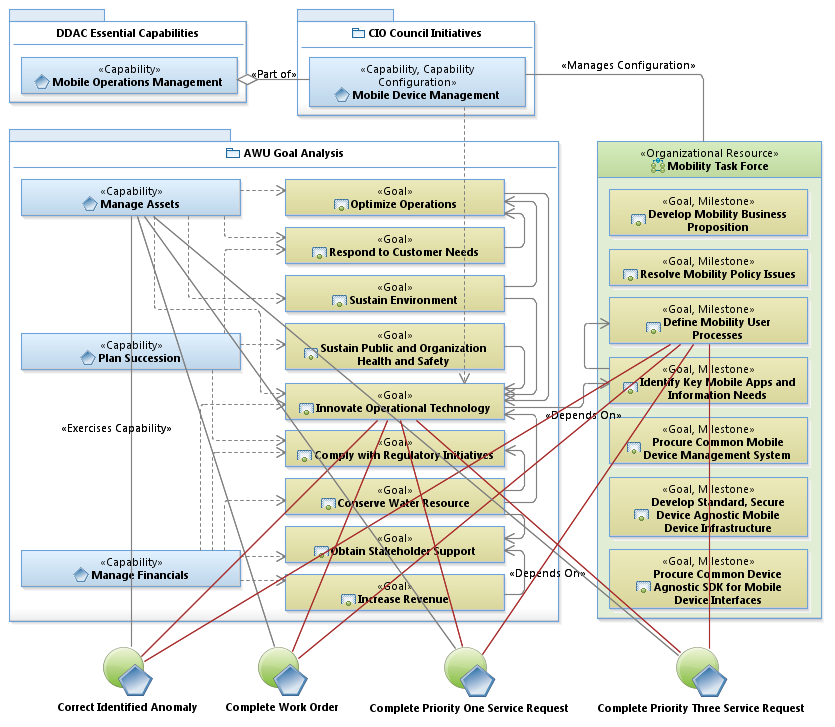 DDAC Essential Capabilities
«Capability»
Mobile Operations Management
«Part of»
CIO Council Initiatives
«Capability, Capability
Configuration»
Mobile Device Management
«Manages Configuration»
AWU Goal Analysis
«Capability»
Manage Assets
«Capability»
Plan Succession
«Exercises Capability»
«Capability»
Manage Financials
«Goal»
Optimize Operations
«Goal»
Respond to Customer Needs
«Goal»
Sustain Environment
«Goal»
Sustain Public and Organization
Health and Safety
«Goal»
Innovate Operational Technology
«Goal»
Comply with Regulatory Initiatives
«Goal»
Conserve Water Resource
«Goal»
Obtain Stakeholder Support
«Goal»
Increase Revenue
«Depends On»
«Depends On»
«Organizational Resource»
Mobility Task Force
«Goal, Milestone»
Develop Mobility Business
Proposition
«Goal, Milestone»
Resolve Mobility Policy Issues
«Goal, Milestone»
Define Mobility User
Processes
«Goal, Milestone»
Identify Key Mobile Apps and
Information Needs
«Goal, Milestone»
Procure Common Mobile
Device Management System
«Goal, Milestone»
Develop Standard, Secure
Device Agnostic Mobile
Device Infrastructure
«Goal, Milestone»
Procure Common Device
Agnostic SDK for Mobile
Device Interfaces
Correct Identified Anomaly
Complete Work Order
Complete Priority One Service Request
Complete Priority Three Service Request